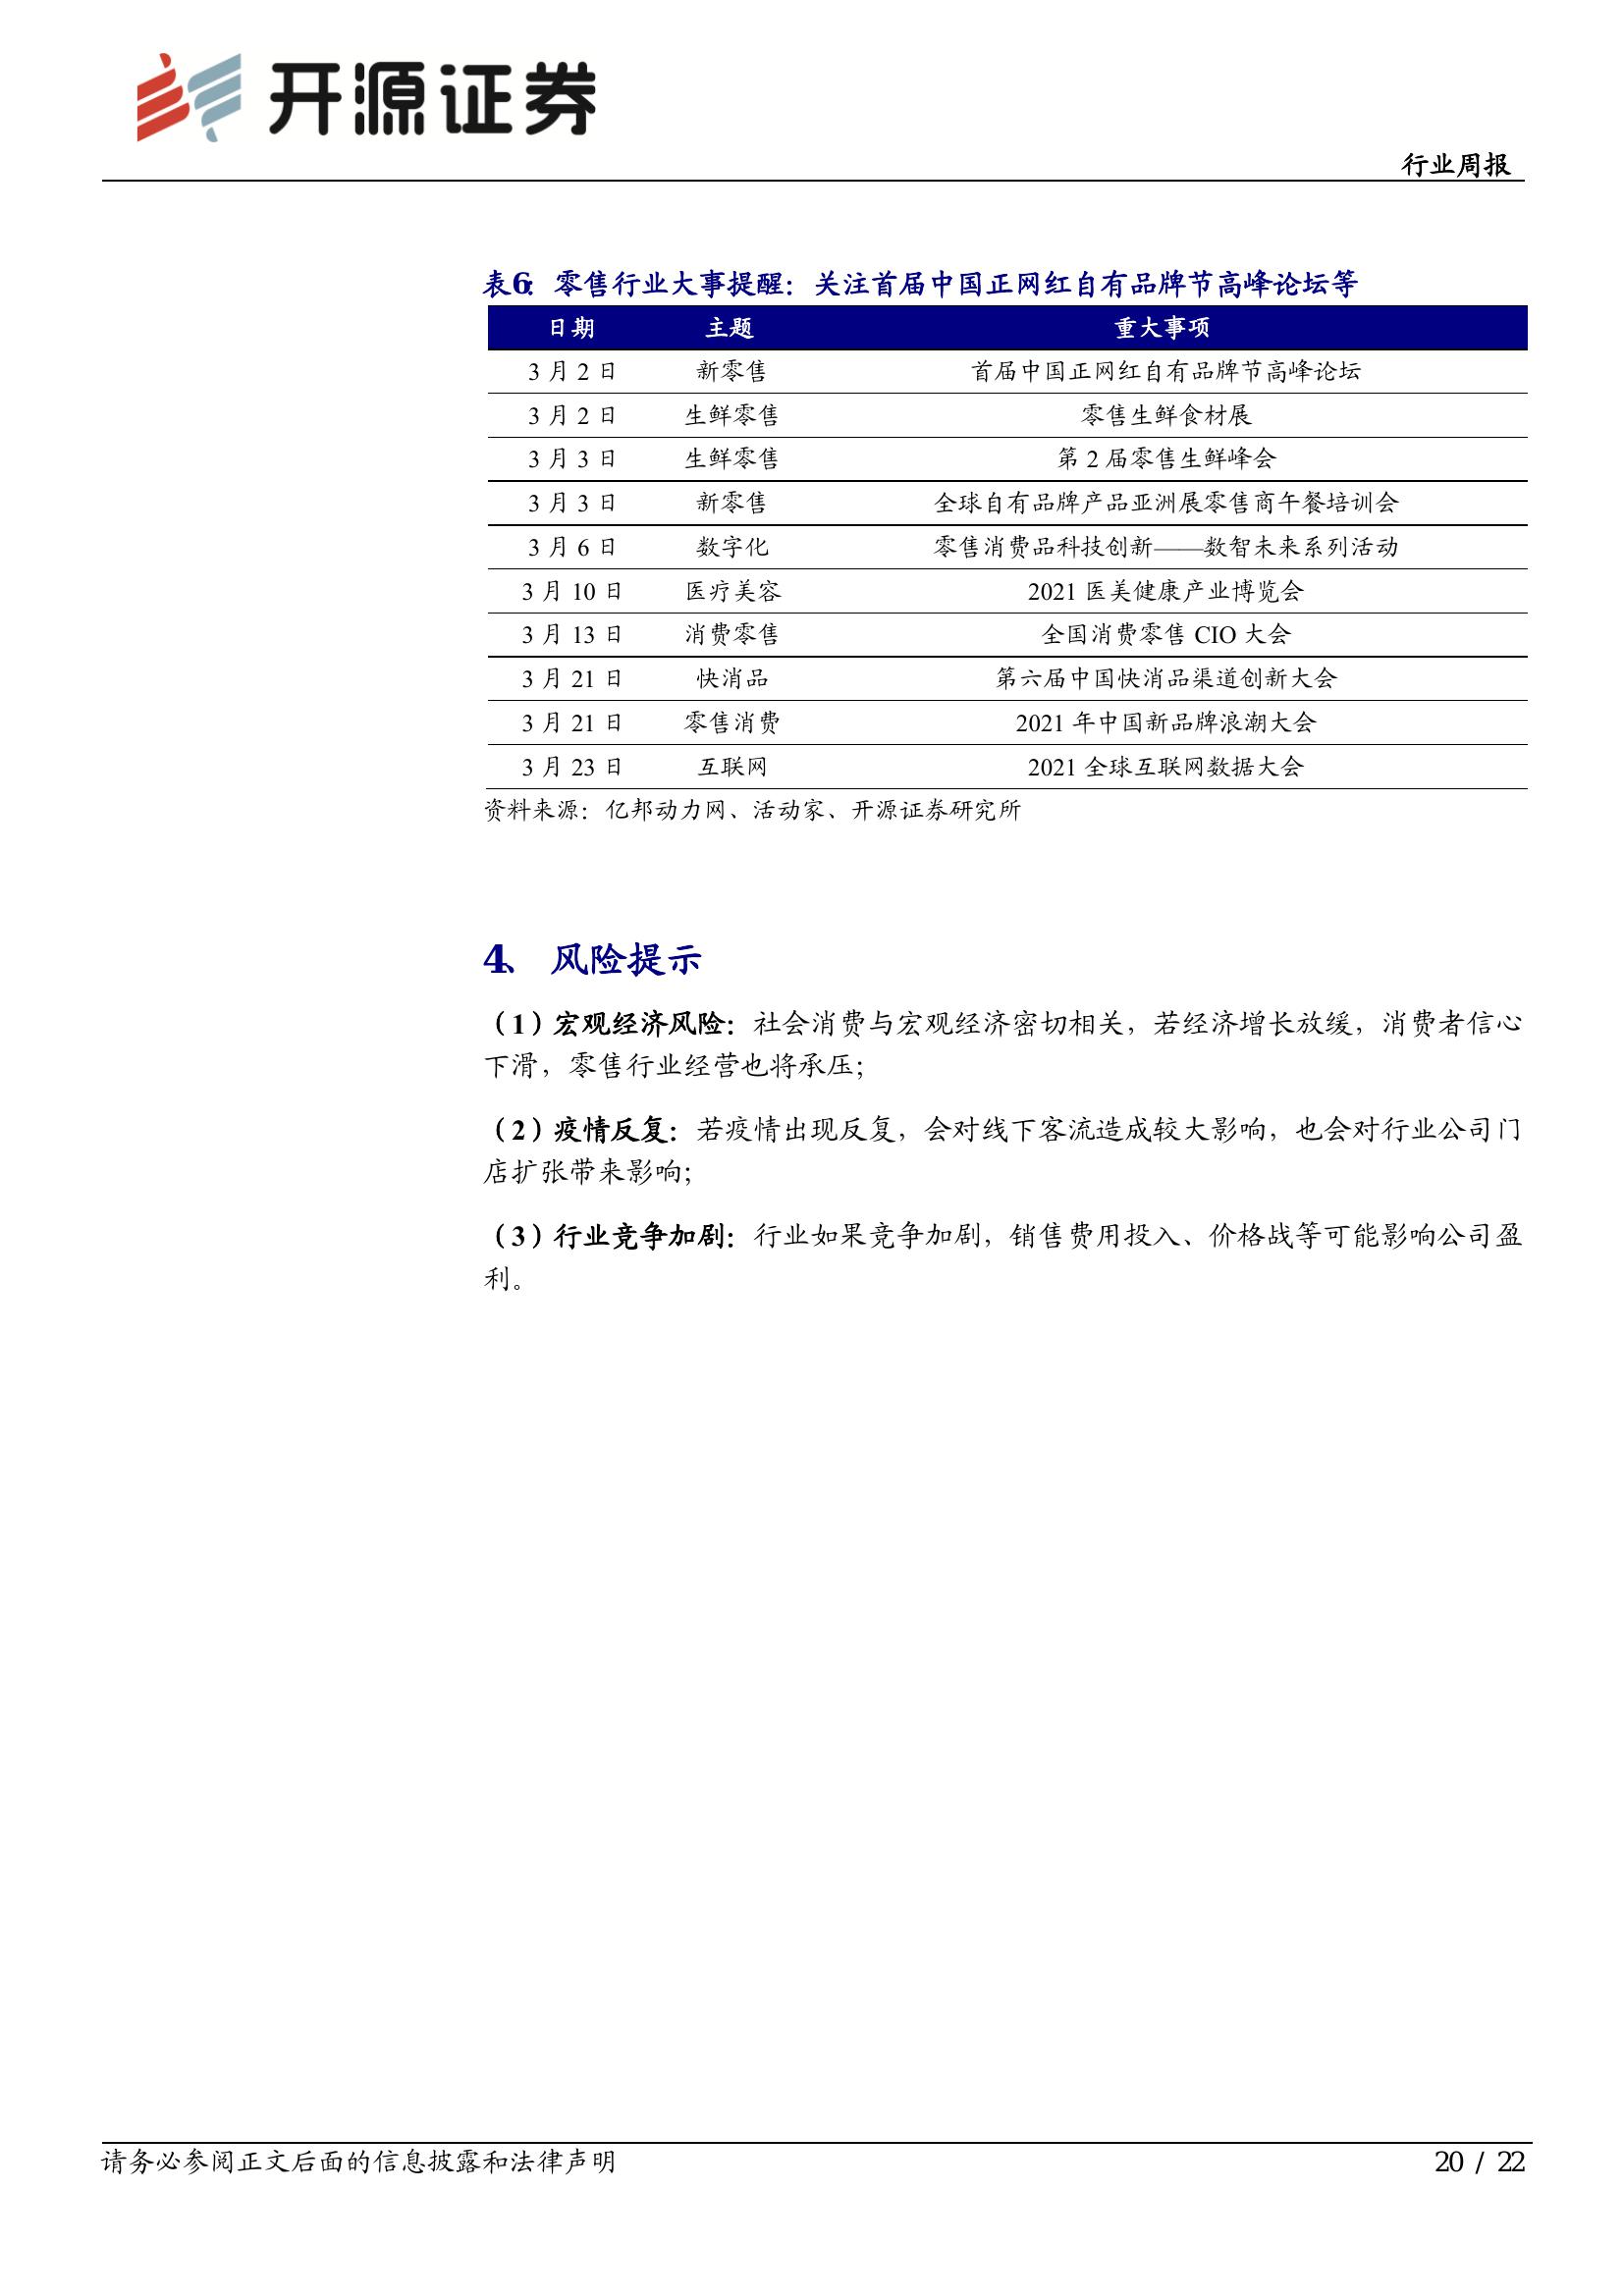 开源证券
行业周报
表6：零售行业大事提醒：关注首届中国正网红自有品牌节高峰论坛等
日期 主题 重大事项
3 月 2 日 新零售 首届中国正网红自有品牌节高峰论坛
3 月 2 日 生鲜零售 零售生鲜食材展
3 月 3 日 生鲜零售 第 2 届零售生鲜峰会
3 月 3 日 新零售 全球自有品牌产品亚洲展零售商午餐培训会
3 月 6 日 数字化 零售消费品科技创新——数智未来系列活动
3 月 10 日 医疗美容 2021 医美健康产业博览会
3 月 13 日 消费零售 全国消费零售 CIO 大会
3 月 21 日 快消品 第六届中国快消品渠道创新大会
3 月 21 日 零售消费 2021 年中国新品牌浪潮大会
3 月 23 日 互联网 2021 全球互联网数据大会
资料来源：亿邦动力网、活动家、开源证券研究所
4、 风险提示
（1）宏观经济风险：社会消费与宏观经济密切相关，若经济增长放缓，消费者信心
下滑，零售行业经营也将承压；
（2）疫情反复：若疫情出现反复，会对线下客流造成较大影响，也会对行业公司门
店扩张带来影响；
（3）行业竞争加剧：行业如果竞争加剧，销售费用投入、价格战等可能影响公司盈
利。
请务必参阅正文后面的信息披露和法律声明 20 / 22